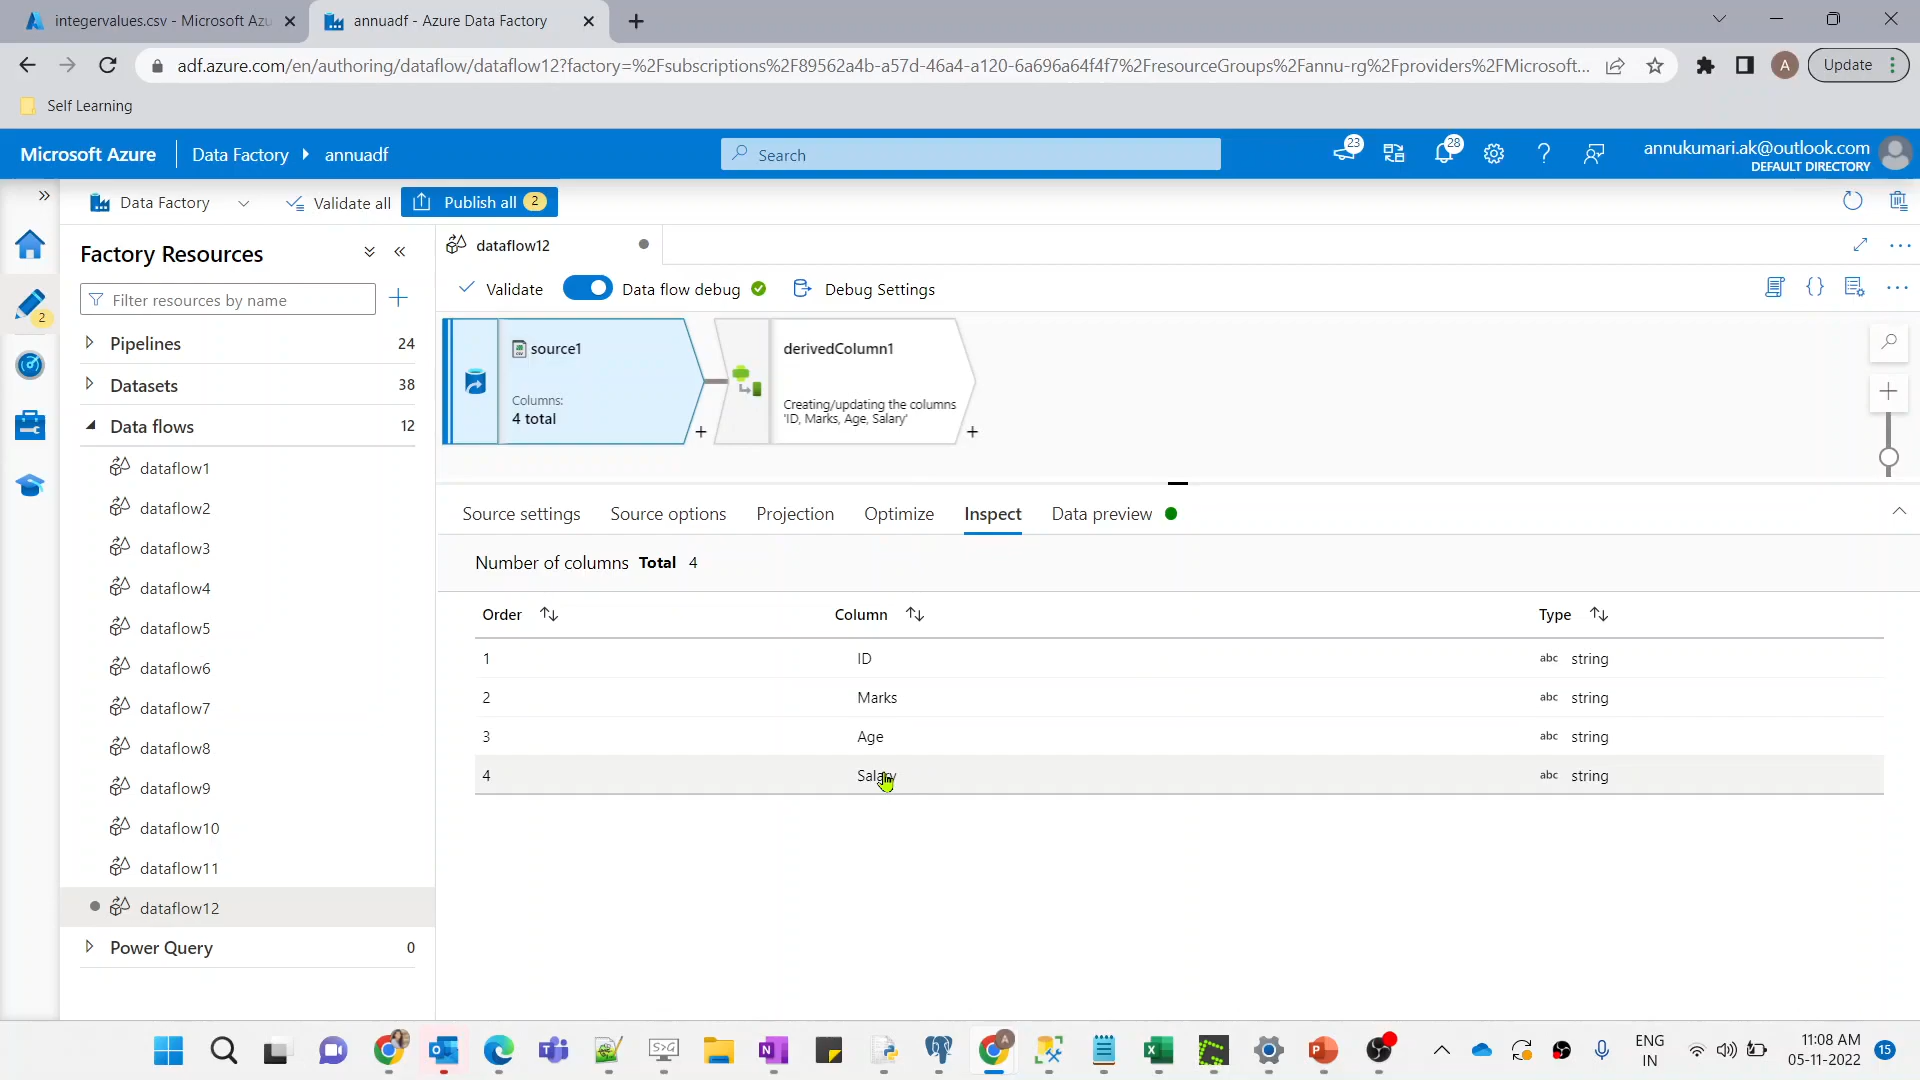 integervalues.csv - Microsoft Azu
annuadf - Azure Data Factory
adf.azure.com/en/authoring/dataflow/dataflow12?factory=%2Fsubscriptions%2F89562a4b-a57d-46a4-a120-6a696a64f4f7%2FresourceGroups%2Fannu-rg%2Fproviders%2FMicrosoft...
A
Update
Self Learning
Microsoft Azure
Data Factory
annuadf
Search
23
28
annukumari.ak@outlook.com
DEFAULT DIRECTORY
Data Factory
Validate all
Publish all 2
Factory Resources
Filter resources by name
2
Pipelines 24
Datasets 38
Data flows 12
dataflow1
dataflow2
dataflow3
dataflow4
dataflow5
dataflow6
dataflow7
dataflow8
dataflow9
dataflow10
dataflow11
dataflow12
Power Query 0
dataflow12
Validate
Data flow debug
Debug Settings
source1
Columns:
4 total
derivedColumn1
Creating/updating the columns
'ID, Marks, Age, Salary'
Source settings
Source options
Projection
Optimize
Inspect
Data preview
Number of columns Total 4
Order Column Type
1 ID abc string
2 Marks abc string
3 Age abc string
4 Salary abc string
ENG
IN
11:08 AM
05-11-2022
15